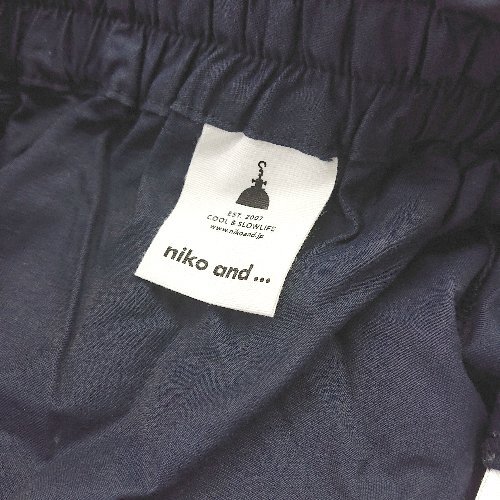 EST. 2007
COOL & SLOWLIFE
www.nikoand.jp
niko and ...